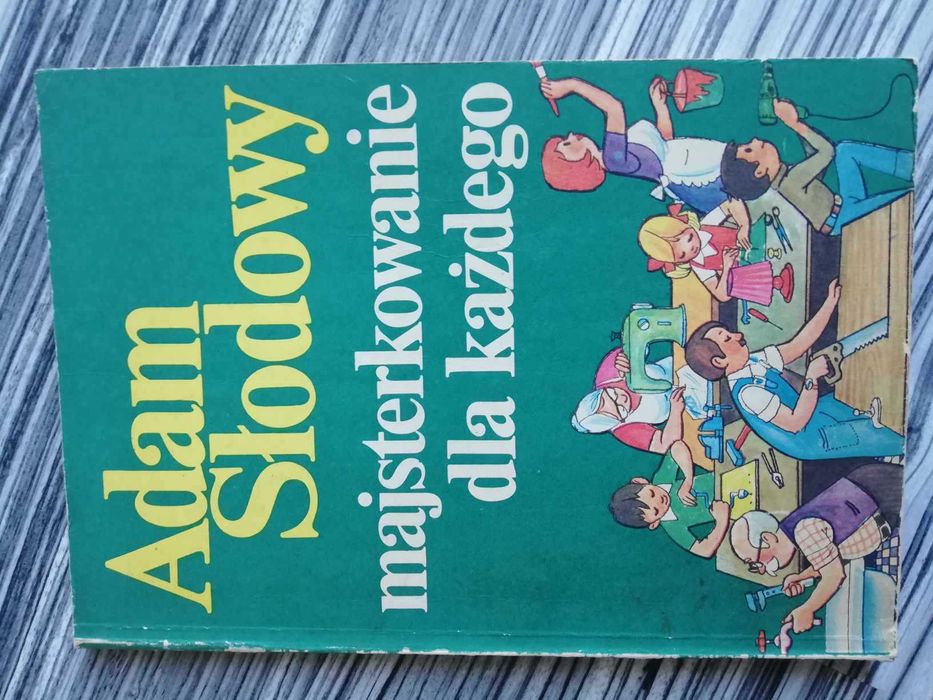 Adam
Słodowy
majsterkowanie
dla każdego